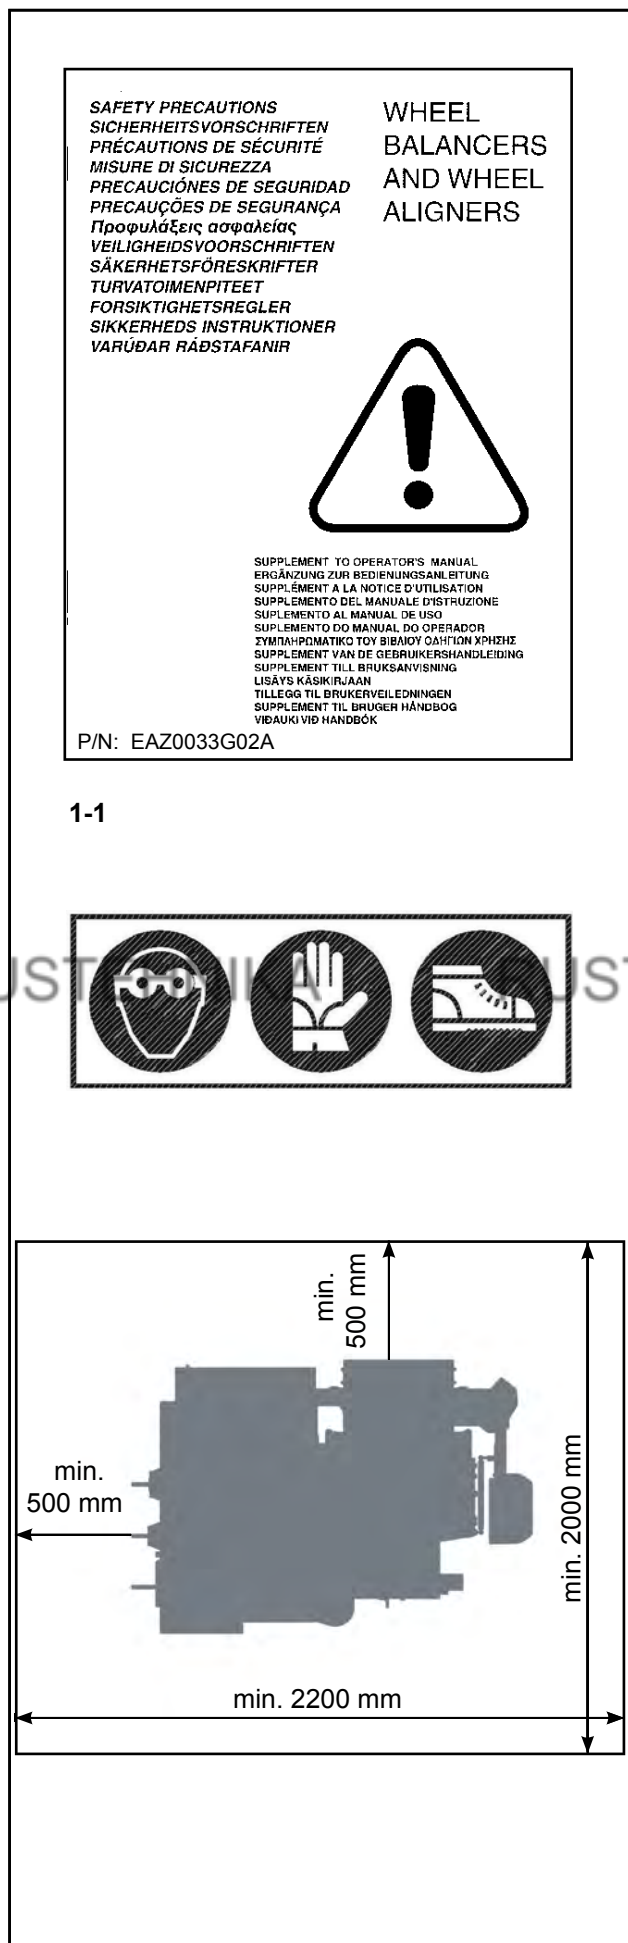 SAFETY PRECAUTIONS
SICHERHEITSVORSCHRIFTEN
PRÉCAUTIONS DE SÉCURITÉ
MISURE DI SICUREZZA
PRECAUCIÓNES DE SEGURIDAD
PRECAUÇÕES DE SEGURANÇA
Προφυλάξεις ασφαλείας
VEILIGHEIDSVOORSCHRIFTEN
SÄKERHETSFÖRESKRIFTER
TURVATOIMENPITEET
FORSIKTIGHETSREGLER
SIKKERHEDS INSTRUKTIONER
VARÚÐAR RÁÐSTAFANIR
WHEEL
BALANCERS
AND WHEEL
ALIGNERS
SUPPLEMENT TO OPERATOR'S MANUAL
ERGÄNZUNG ZUR BEDIENUNGSANLEITUNG
SUPPLÉMENT A LA NOTICE D'UTILISATION
SUPPLEMENTO DEL MANUALE D'ISTRUZIONE
SUPLEMENTO AL MANUAL DE USO
SUPLEMENTO DO MANUAL DO OPERADOR
ΣΥΜΠΛΗΡΩΜΑΤΙΚΟ ΤΟΥ ΒΙΒΛΙΟΥ ΟΔΗΓΙΩΝ ΧΡΗΣΗΣ
SUPPLEMENT VAN DE GEBRUIKERSHANDLEIDING
SUPPLEMENT TILL BRUKSANVISNING
LISÄYS KÄSIKIRJAAN
TILLEGG TIL BRUKERVEILEDNINGEN
SUPPLEMENT TIL BRUGER HÅNDBOG
VIÐAUKI VIÐ HANDBÓK
P/N: EAZ0033G02A
1-1
min.
500 mm
min.
500 mm
min. 2000 mm
min. 2200 mm